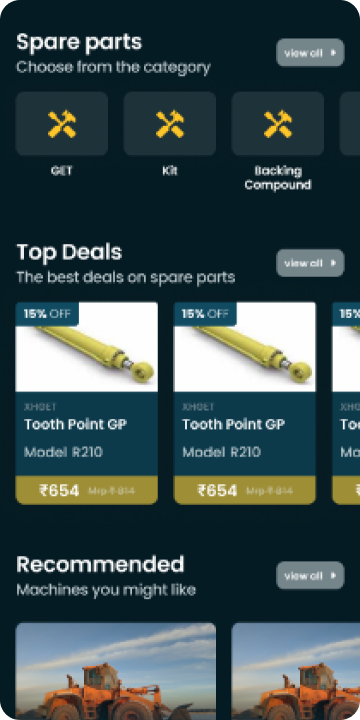 Spare parts
Choose from the category
view all
GET
Kit
Backing
Compound
Top Deals
The best deals on spare parts
view all
15% OFF
15% OFF
15%
XHGET
XHGET
Tooth Point GP
Tooth Point GP
Too
Model R210
Model R210
Mo
₹654 Mrp ₹ 814
₹654 Mrp ₹ 814
Recommended
Machines you might like
view all